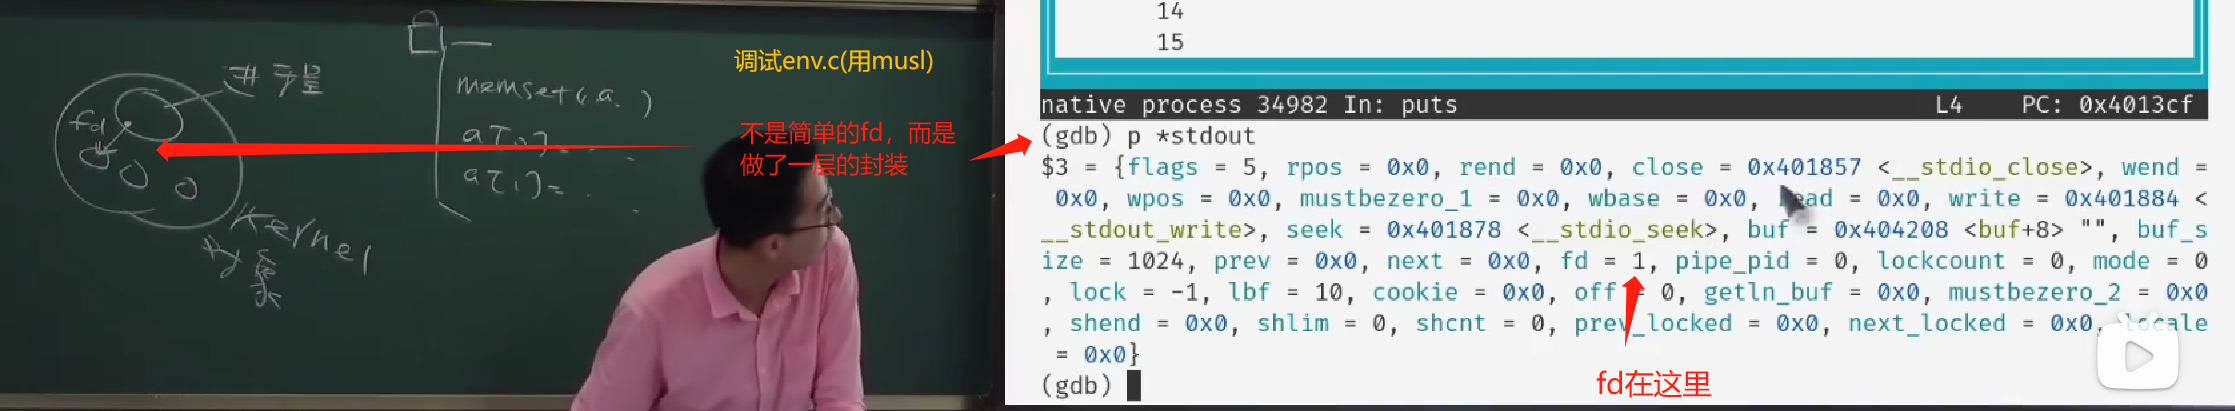 fd
memset(a. )
a[0]=
a[1]=
Kernel
调试env.c(用musl)
不是简单的fd，而是
做了一层的封装
14
15
native process 34982 In: puts L4 PC: 0x4013cf
(gdb) p *stdout
$3 = {flags = 5, rpos = 0x0, rend = 0x0, close = 0x401857 <__stdio_close>, wend =
0x0, wpos = 0x0, mustbezero_1 = 0x0, wbase = 0x0, read = 0x0, write = 0x401884 <
__stdout_write>, seek = 0x401878 <__stdio_seek>, buf = 0x404208 <buf+8> "", buf_s
ize = 1024, prev = 0x0, next = 0x0, fd = 1, pipe_pid = 0, lockcount = 0, mode = 0
, lock = -1, lbf = 10, cookie = 0x0, off = 0, getln_buf = 0x0, mustbezero_2 = 0x0
, shend = 0x0, shlim = 0, shcnt = 0, prev_locked = 0x0, next_locked = 0x0, locale
= 0x0}
(gdb)
fd在这里